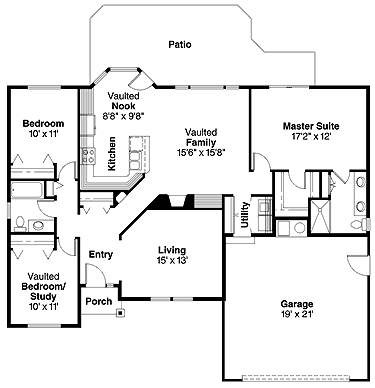 Patio
Vaulted
Nook
8'8" x 9'8"
Bedroom
10' x 11'
Kitchen
Vaulted
Family
15'6" x 15'8"
Master Suite
17'2" x 12'
Utility
Entry
Living
15' x 13'
Vaulted
Bedroom/
Study
10' x 11'
Porch
Garage
19' x 21'